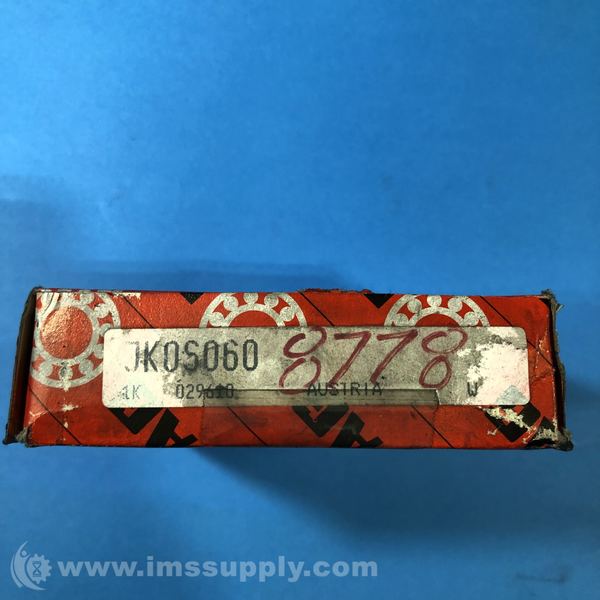 JK0S060 8778
1K 029610 AUSTRIA W
www.imssupply.com